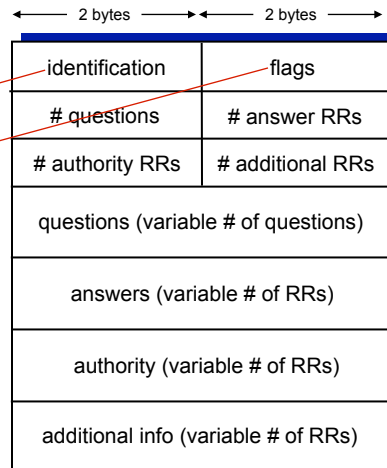 2 bytes 2 bytes
identification flags
# questions # answer RRs
# authority RRs # additional RRs
questions (variable # of questions)
answers (variable # of RRs)
authority (variable # of RRs)
additional info (variable # of RRs)